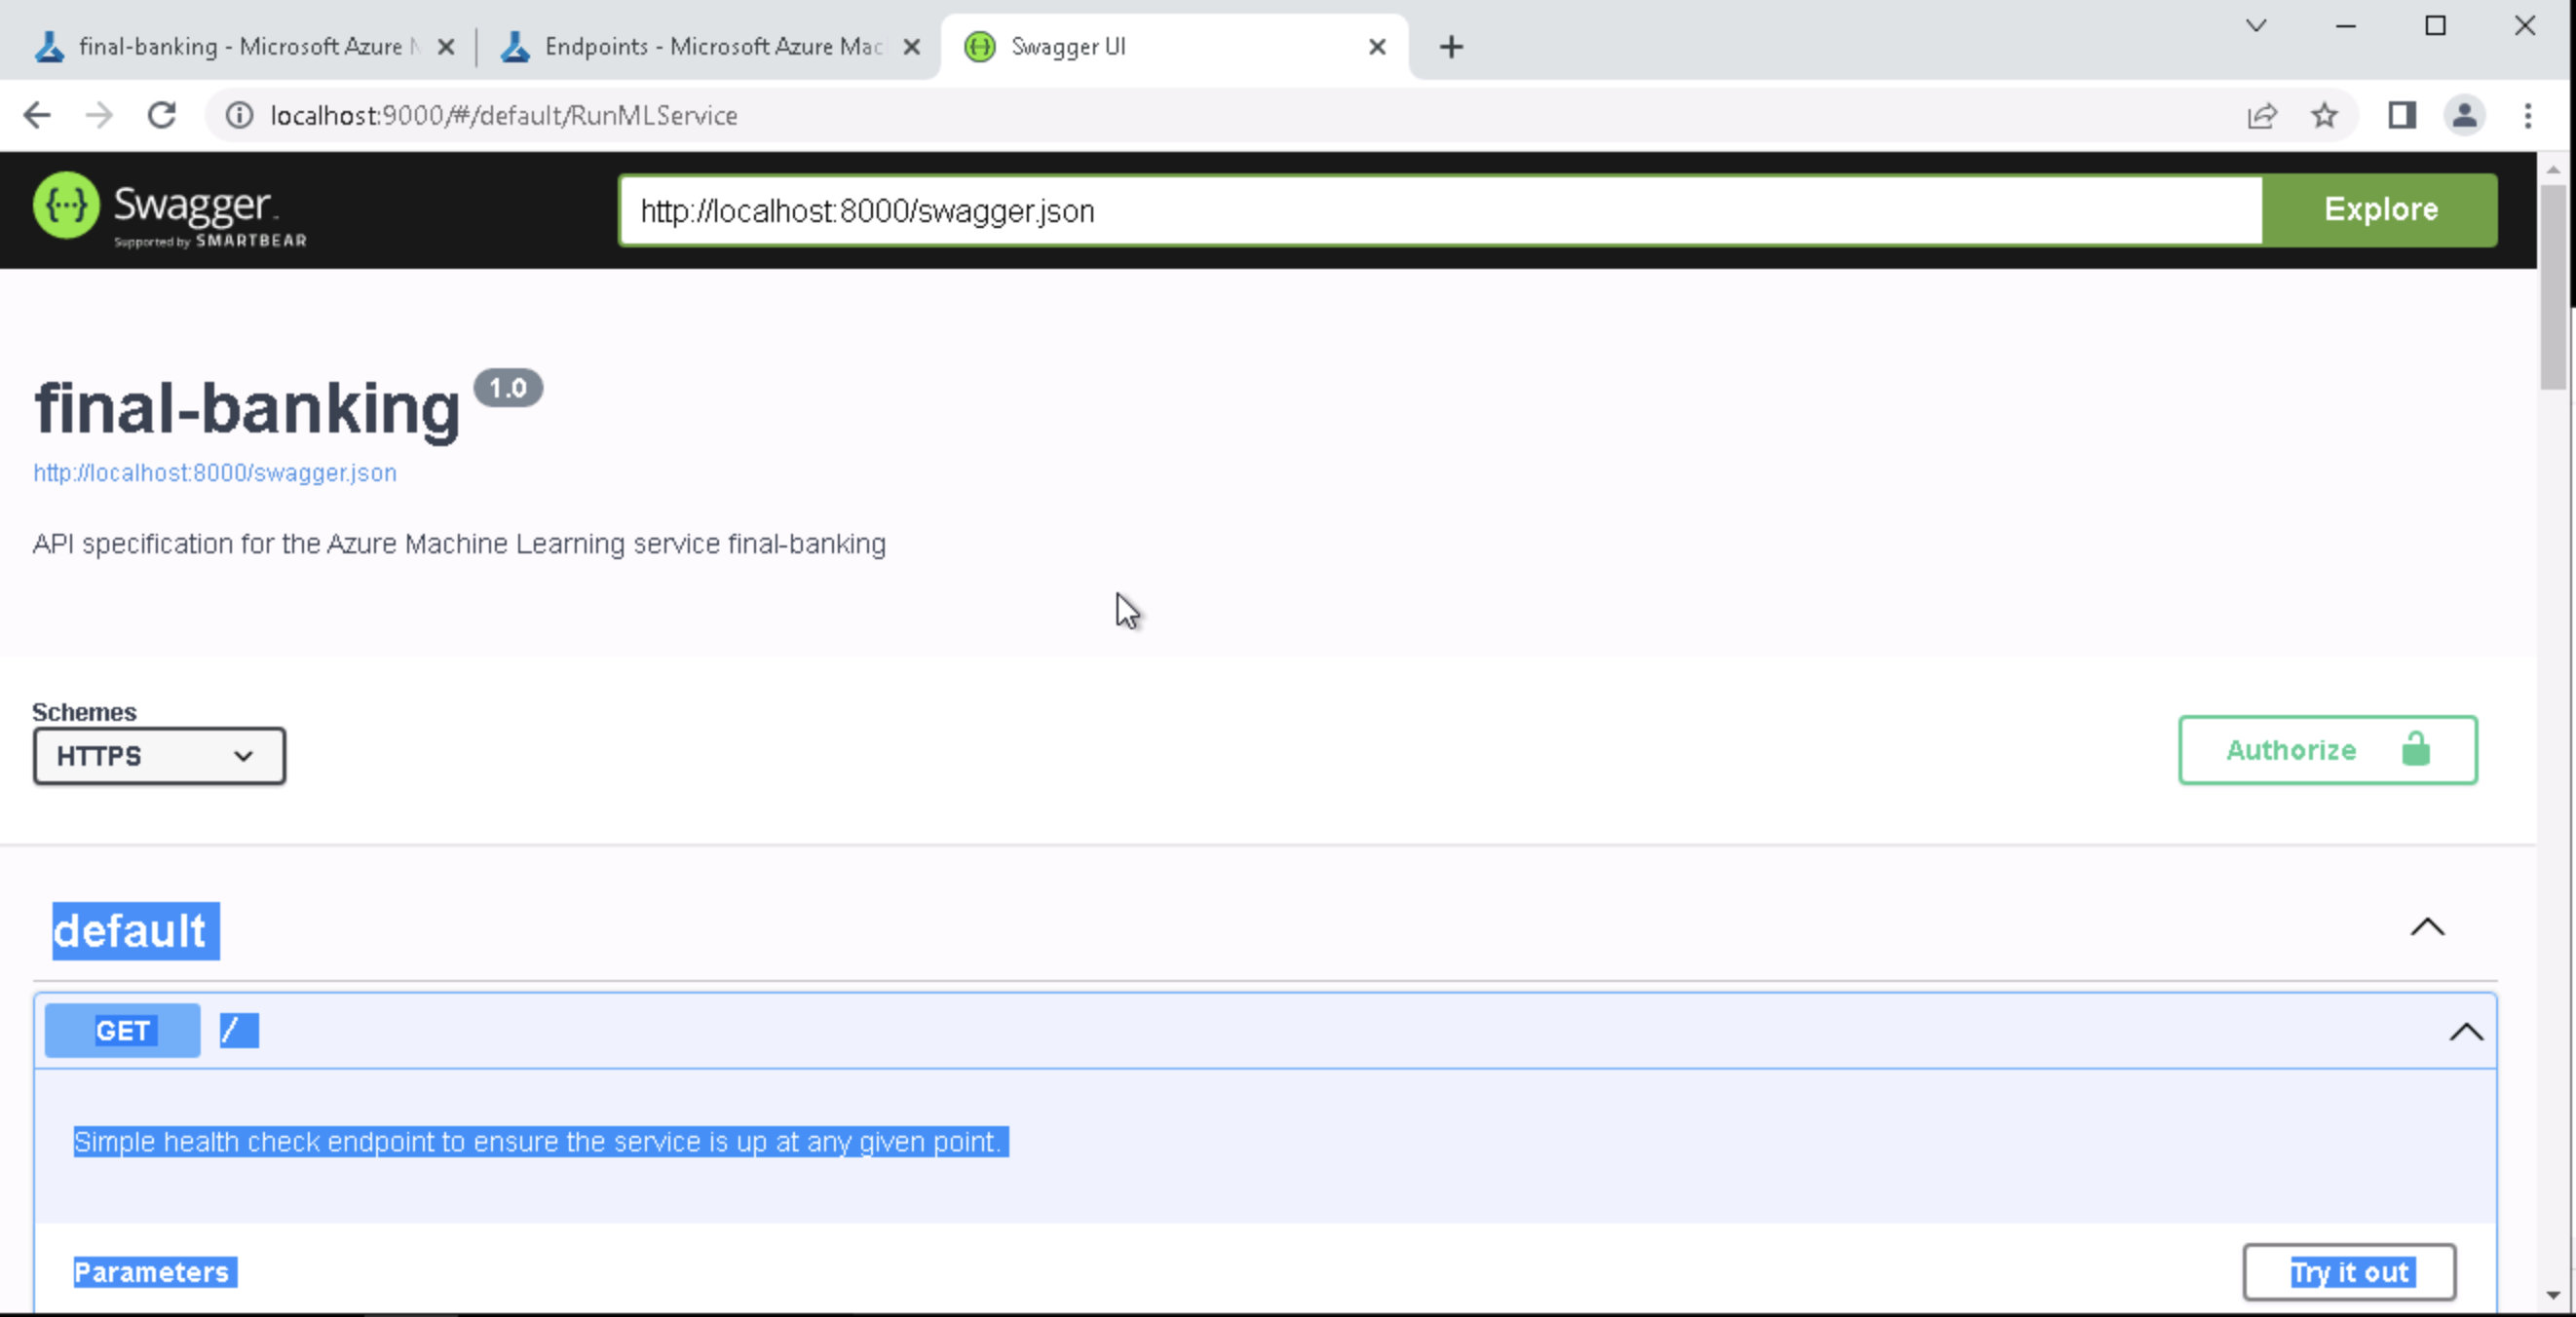 final-banking - Microsoft Azure
Endpoints - Microsoft Azure Mac
Swagger UI
localhost:9000/#/default/RunMLService
Swagger
Supported by SMARTBEAR
http://localhost:8000/swagger.json
Explore
final-banking 1.0
http://localhost:8000/swagger.json
API specification for the Azure Machine Learning service final-banking
Schemes
HTTPS
Authorize
default
GET /
Simple health check endpoint to ensure the service is up at any given point.
Parameters
Try it out